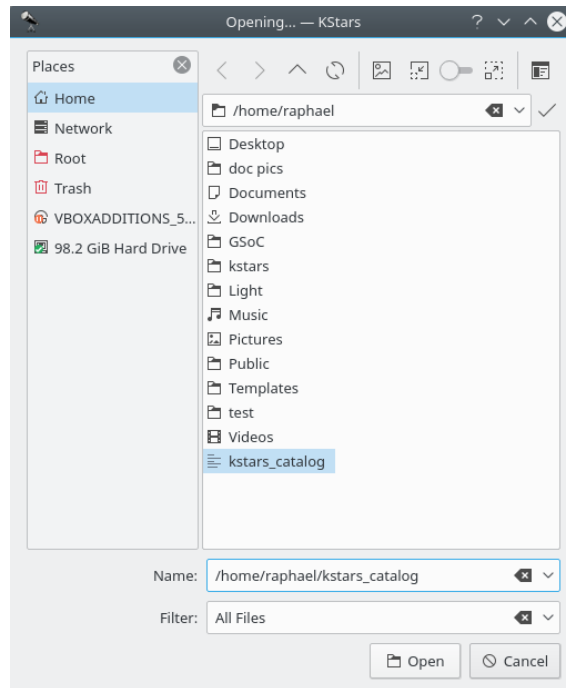 Opening... — KStars
Places
Home
Network
Root
Trash
VBOXADDITIONS_5...
98.2 GiB Hard Drive
/home/raphael
Desktop
doc pics
Documents
Downloads
GSoC
kstars
Light
Music
Pictures
Public
Templates
test
Videos
kstars_catalog
Name: /home/raphael/kstars_catalog
Filter: All Files
Open Cancel